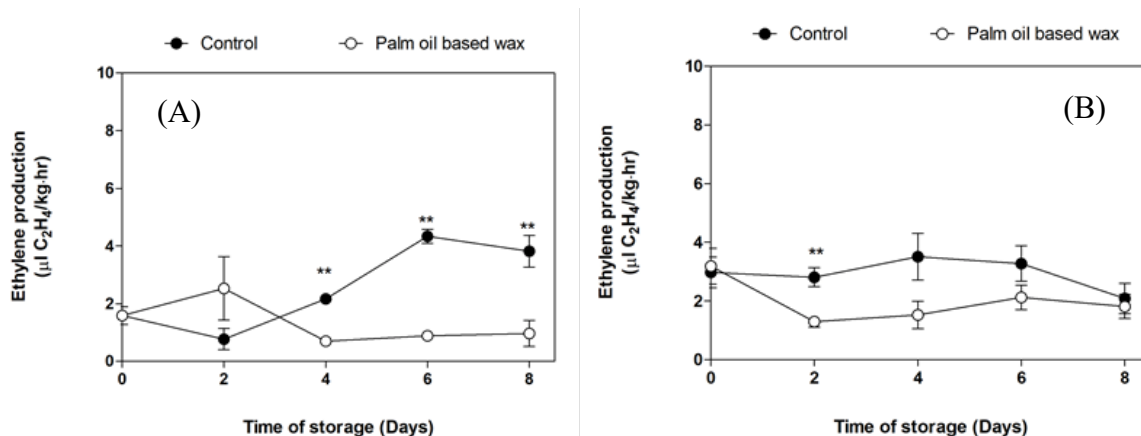 Control Palm oil based wax
(A)
Ethylene production
(μl C₂H₄/kg·hr)
10
8
6
4
2
0
**
**
**
0 2 4 6 8
Time of storage (Days)
Control Palm oil based wax
(B)
Ethylene production
(μl C₂H₄/kg·hr)
10
8
6
4
2
0
**
0 2 4 6 8
Time of storage (Days)